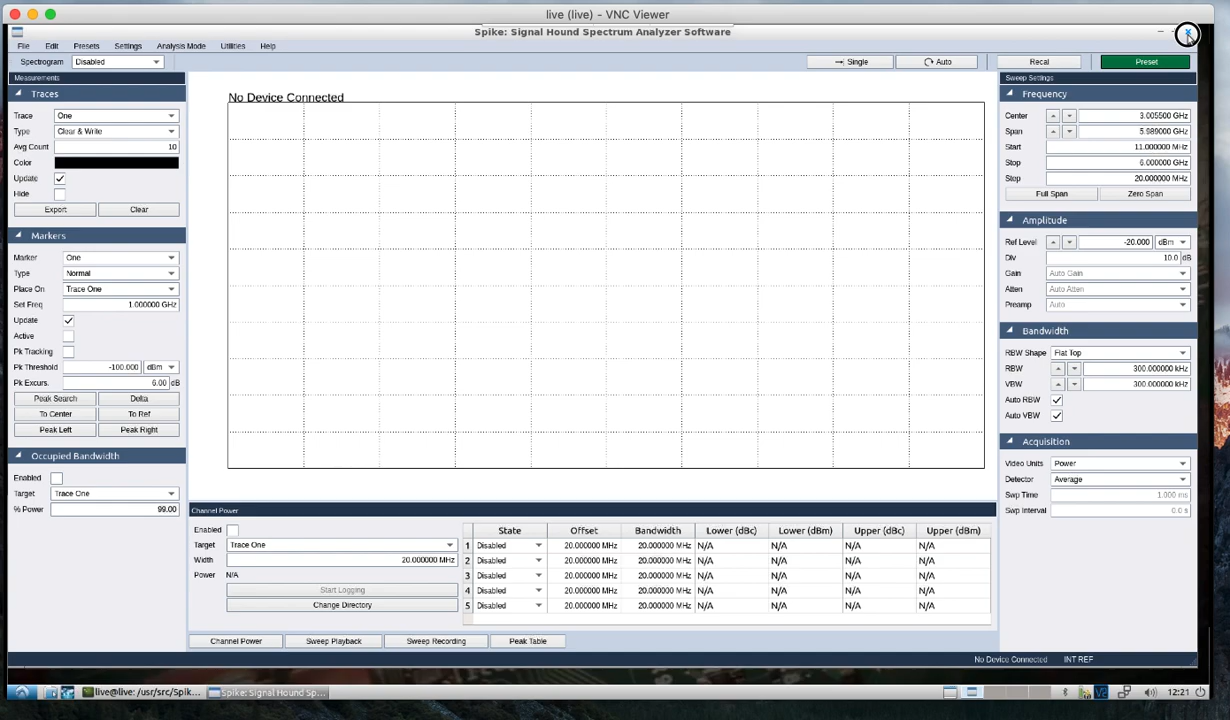 live (live) - VNC Viewer
Spike: Signal Hound Spectrum Analyzer Software
File Edit Presets Settings Analysis Mode Utilities Help
Spectrogram Disabled Single Auto Recal Preset
Measurements
Traces
Trace One
Type Clear & Write
Avg Count 10
Color
Update
Hide
Export Clear
Markers
Marker One
Type Normal
Place On Trace One
Set Freq 1.000000 GHz
Update
Active
Pk Tracking
Pk Threshold -100.000 dBm
Pk Excurs. 6.00 dB
Peak Search Delta
To Center To Ref
Peak Left Peak Right
Occupied Bandwidth
Enabled
Target Trace One
% Power 99.00
No Device Connected
Channel Power
Enabled
Target Trace One
Width 20.000000 MHz
Power N/A
Start Logging
Change Directory
State Offset Bandwidth Lower (dBc) Lower (dBm) Upper (dBc) Upper (dBm)
1 Disabled 20.000000 MHz 20.000000 MHz N/A N/A N/A N/A
2 Disabled 20.000000 MHz 20.000000 MHz N/A N/A N/A N/A
3 Disabled 20.000000 MHz 20.000000 MHz N/A N/A N/A N/A
4 Disabled 20.000000 MHz 20.000000 MHz N/A N/A N/A N/A
5 Disabled 20.000000 MHz 20.000000 MHz N/A N/A N/A N/A
Channel Power Sweep Playback Sweep Recording Peak Table
Sweep Settings
Frequency
Center 3.005500 GHz
Span 5.989000 GHz
Start 11.000000 MHz
Stop 6.000000 GHz
Step 20.000000 MHz
Full Span Zero Span
Amplitude
Ref Level -20.000 dBm
Div 10.0 dB
Gain Auto Gain
Atten Auto Atten
Preamp Auto
Bandwidth
RBW Shape Flat Top
RBW 300.000000 kHz
VBW 300.000000 kHz
Auto RBW
Auto VBW
Acquisition
Video Units Power
Detector Average
Swp Time 1.000 ms
Swp Interval 0.0 s
No Device Connected INT REF
live@live: /usr/src/Spik... Spike: Signal Hound Sp... 12:21